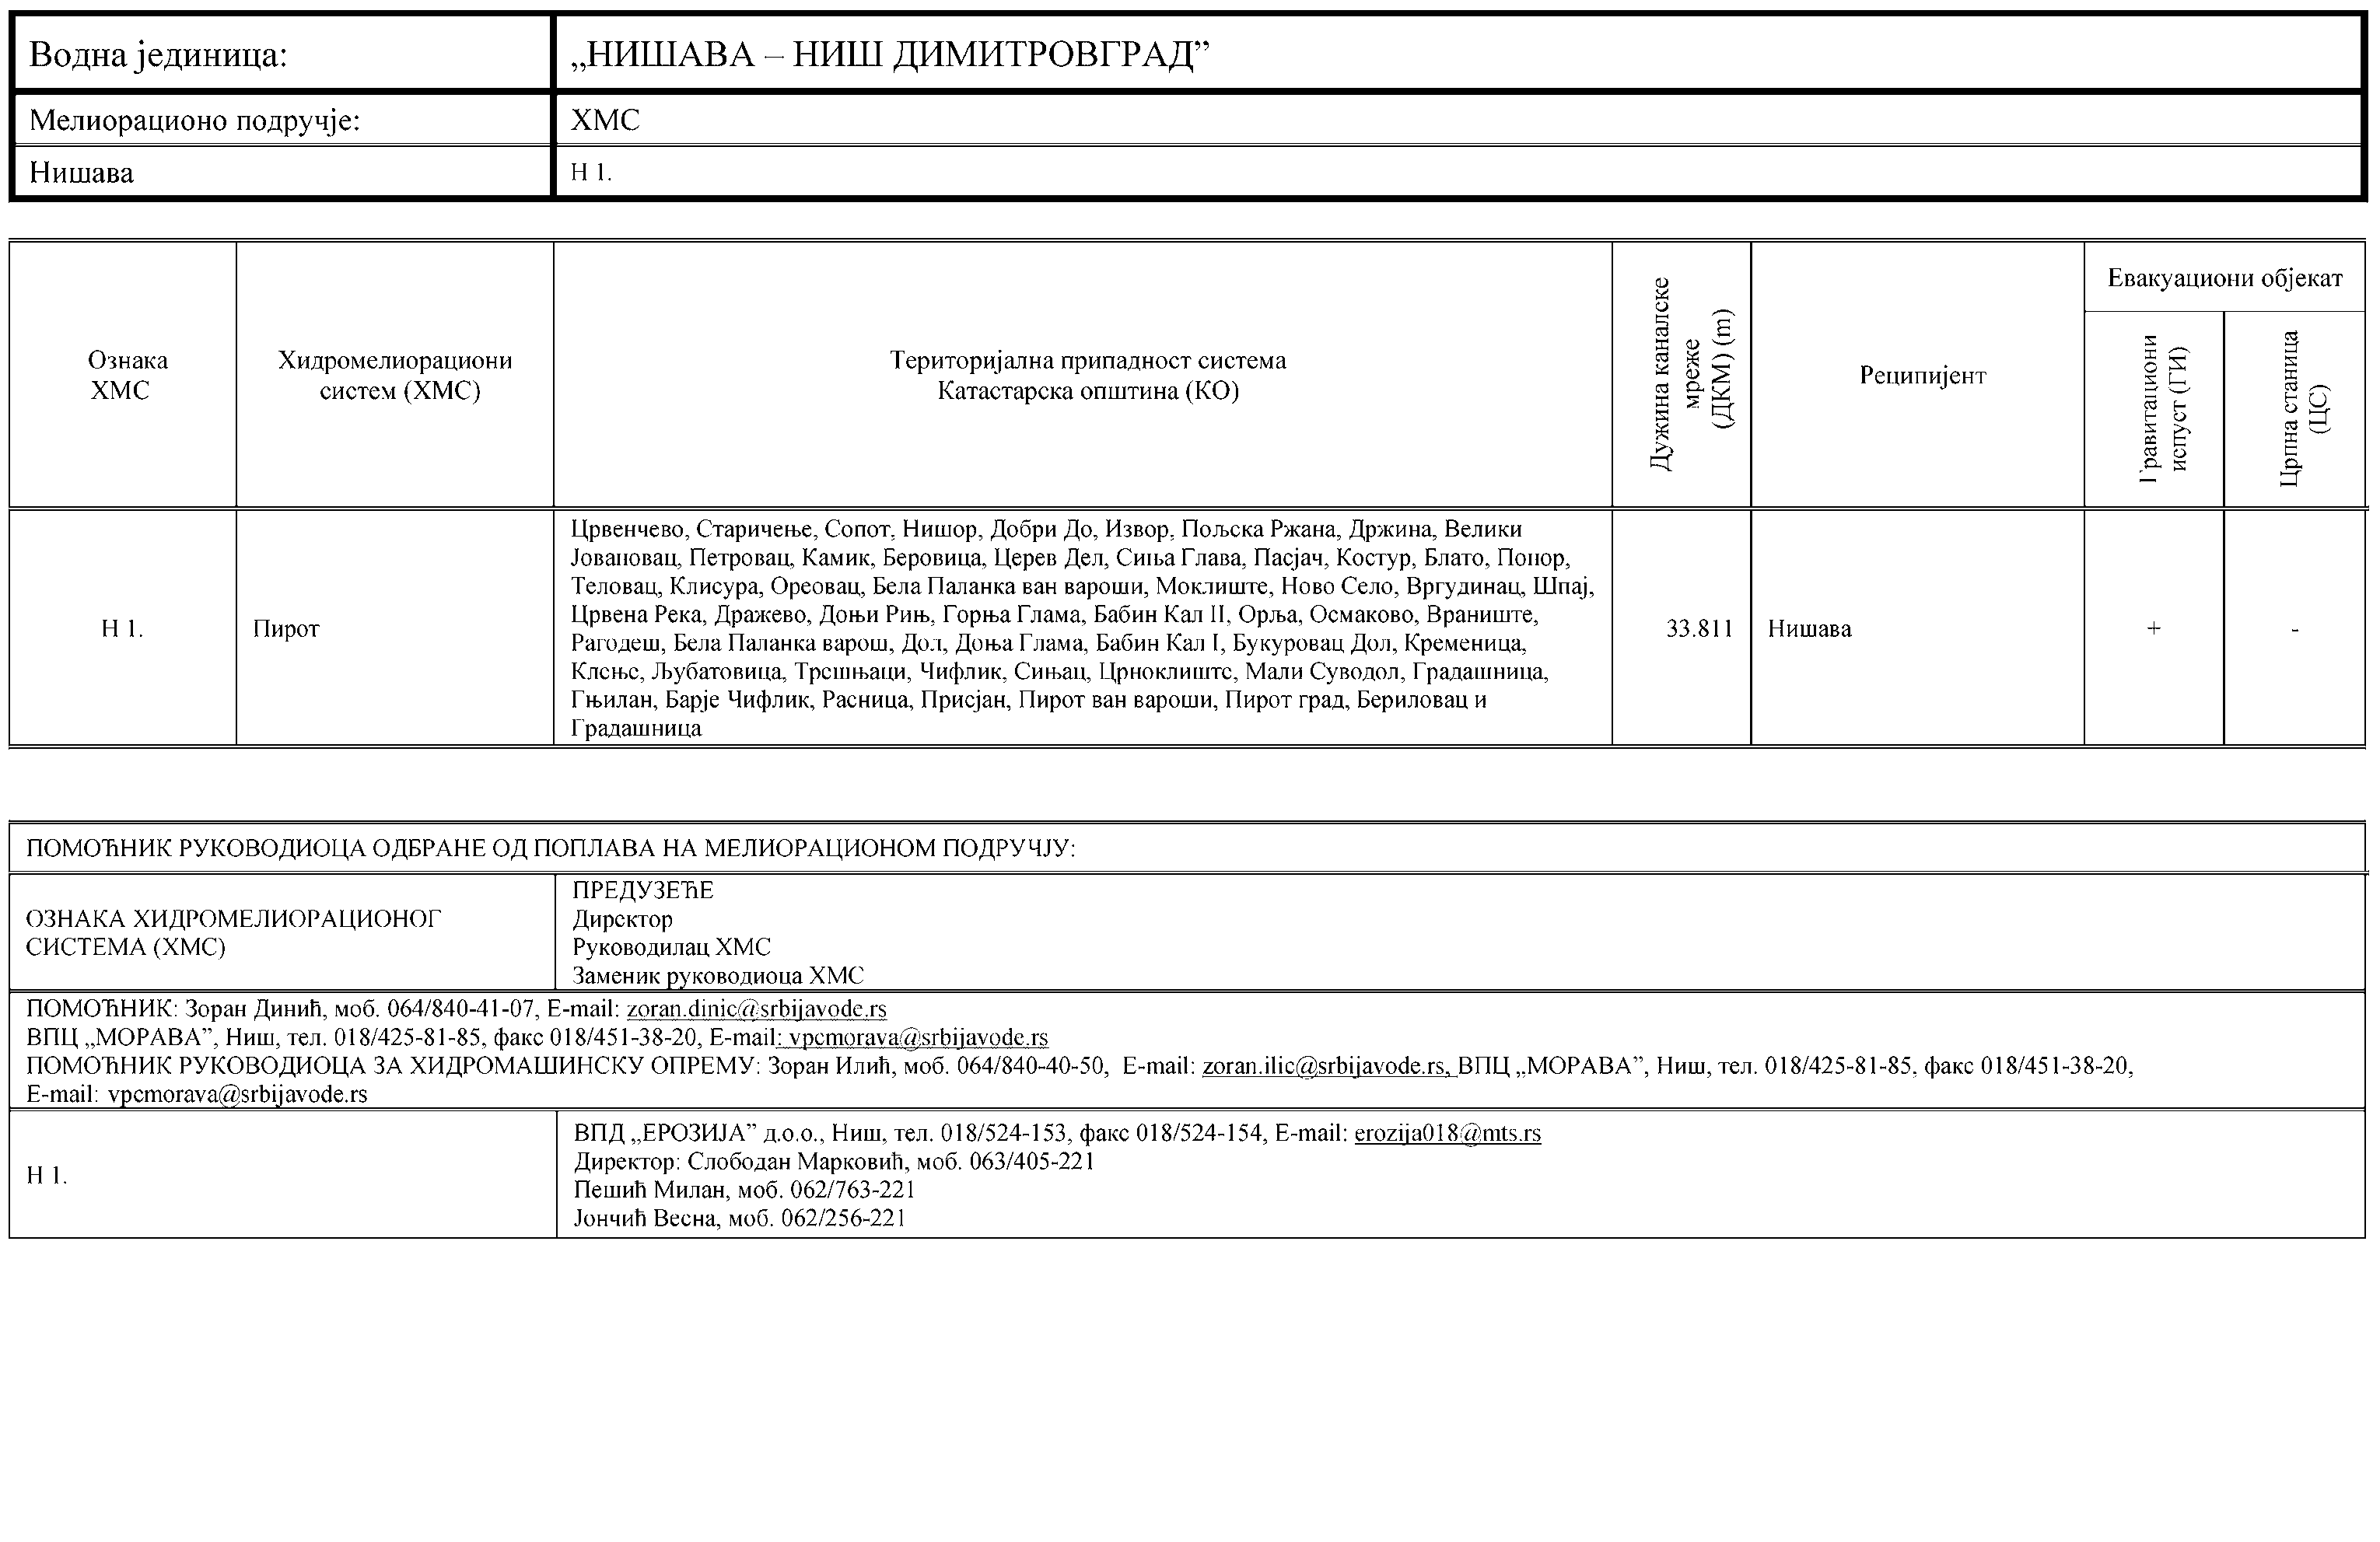 Водна јединица:
„НИШАВА – НИШ ДИМИТРОВГРАД”
Мелиорационо подручје:
ХМС
Нишава
Н 1.
Ознака
ХМС
Хидромелиорациони
систем (ХМС)
Територијална припадност система
Катастарска општина (КО)
Дужина каналске
мреже
(ДКМ) (m)
Реципијент
Евакуациони објекат
Гравитациони
испуст (ГИ)
Црпна станица
(ЦС)
Н 1.
Пирот
Црвенчево, Старичење, Сопот, Нишор, Добри До, Извор, Пољска Ржана, Држина, Велики
Јовановац, Петровац, Камик, Беровица, Церев Дел, Сиња Глава, Пасјач, Костур, Блато, Понор,
Теловац, Клисура, Ореовац, Бела Паланка ван вароши, Моклиште, Ново Село, Вргудинац, Шпај,
Црвена Река, Дражево, Доњи Рињ, Горња Глама, Бабин Кал II, Орља, Осмаково, Враниште,
Рагодеш, Бела Паланка варош, Дол, Доња Глама, Бабин Кал I, Букуровац Дол, Кременица,
Клење, Љубатовица, Трешњаци, Чифлик, Сињац, Црноклиште, Мали Суводол, Градашница,
Гњилан, Барје Чифлик, Расница, Присјан, Пирот ван вароши, Пирот град, Бериловац и
Градашница
33.811
Нишава
+
-
ПОМОЋНИК РУКОВОДИОЦА ОДБРАНЕ ОД ПОПЛАВА НА МЕЛИОРАЦИОНОМ ПОДРУЧЈУ:
ОЗНАКА ХИДРОМЕЛИОРАЦИОНОГ
СИСТЕМА (ХМС)
ПРЕДУЗЕЋЕ
Директор
Руководилац ХМС
Заменик руководиоца ХМС
ПОМОЋНИК: Зоран Динић, моб. 064/840-41-07, E-mail: zoran.dinic@srbijavode.rs
ВПЦ „МОРАВА”, Ниш, тел. 018/425-81-85, факс 018/451-38-20, E-mail: vpcmorava@srbijavode.rs
ПОМОЋНИК РУКОВОДИОЦА ЗА ХИДРОМАШИНСКУ ОПРЕМУ: Зоран Илић, моб. 064/840-40-50, E-mail: zoran.ilic@srbijavode.rs, ВПЦ „МОРАВА”, Ниш, тел. 018/425-81-85, факс 018/451-38-20,
E-mail: vpcmorava@srbijavode.rs
Н 1.
ВПД „ЕРОЗИЈА” д.о.о., Ниш, тел. 018/524-153, факс 018/524-154, E-mail: erozija018@mts.rs
Директор: Слободан Марковић, моб. 063/405-221
Пешић Милан, моб. 062/763-221
Јончић Весна, моб. 062/256-221